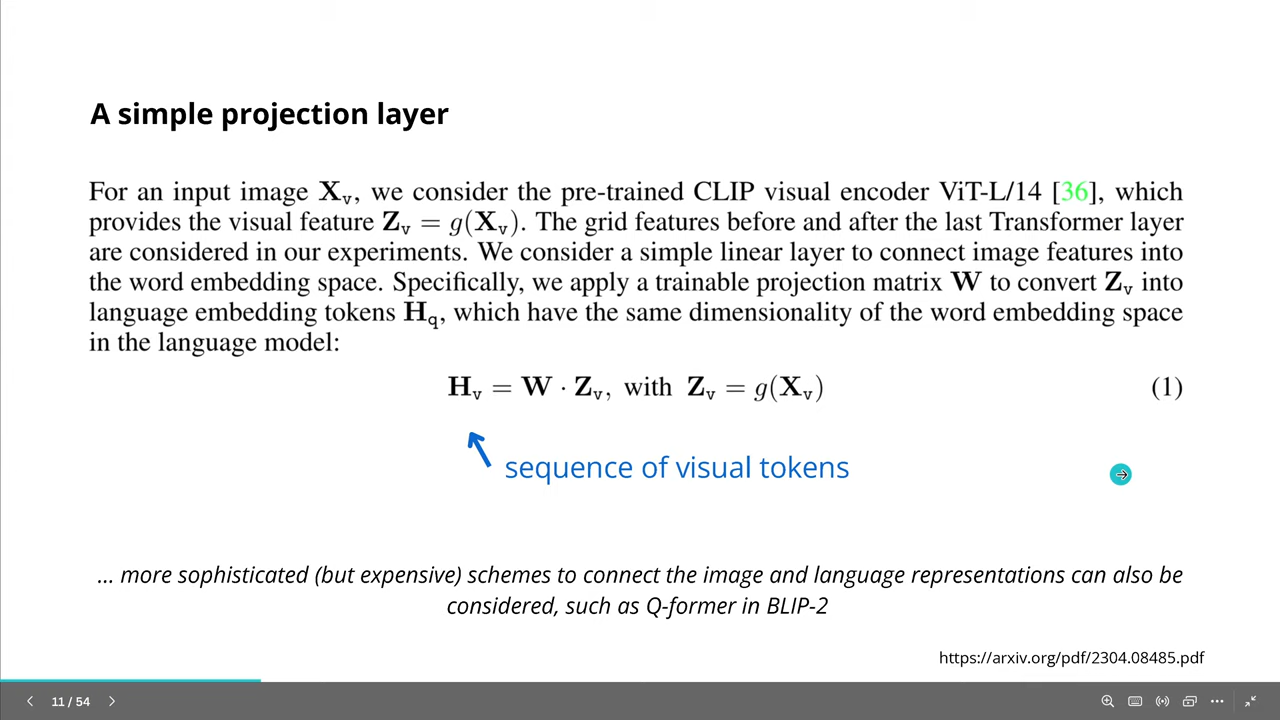 A simple projection layer
For an input image Xv, we consider the pre-trained CLIP visual encoder ViT-L/14 [36], which
provides the visual feature Zv = g(Xv). The grid features before and after the last Transformer layer
are considered in our experiments. We consider a simple linear layer to connect image features into
the word embedding space. Specifically, we apply a trainable projection matrix W to convert Zv into
language embedding tokens Hq, which have the same dimensionality of the word embedding space
in the language model:
Hv = W · Zv, with Zv = g(Xv) (1)
sequence of visual tokens
... more sophisticated (but expensive) schemes to connect the image and language representations can also be
considered, such as Q-former in BLIP-2
https://arxiv.org/pdf/2304.08485.pdf
11 / 54